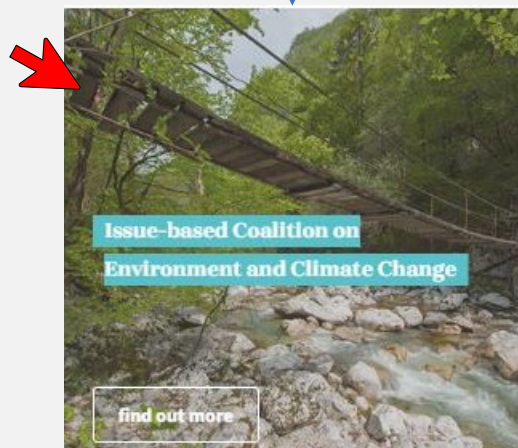 Issue-based Coalition on
Environment and Climate Change
find out more